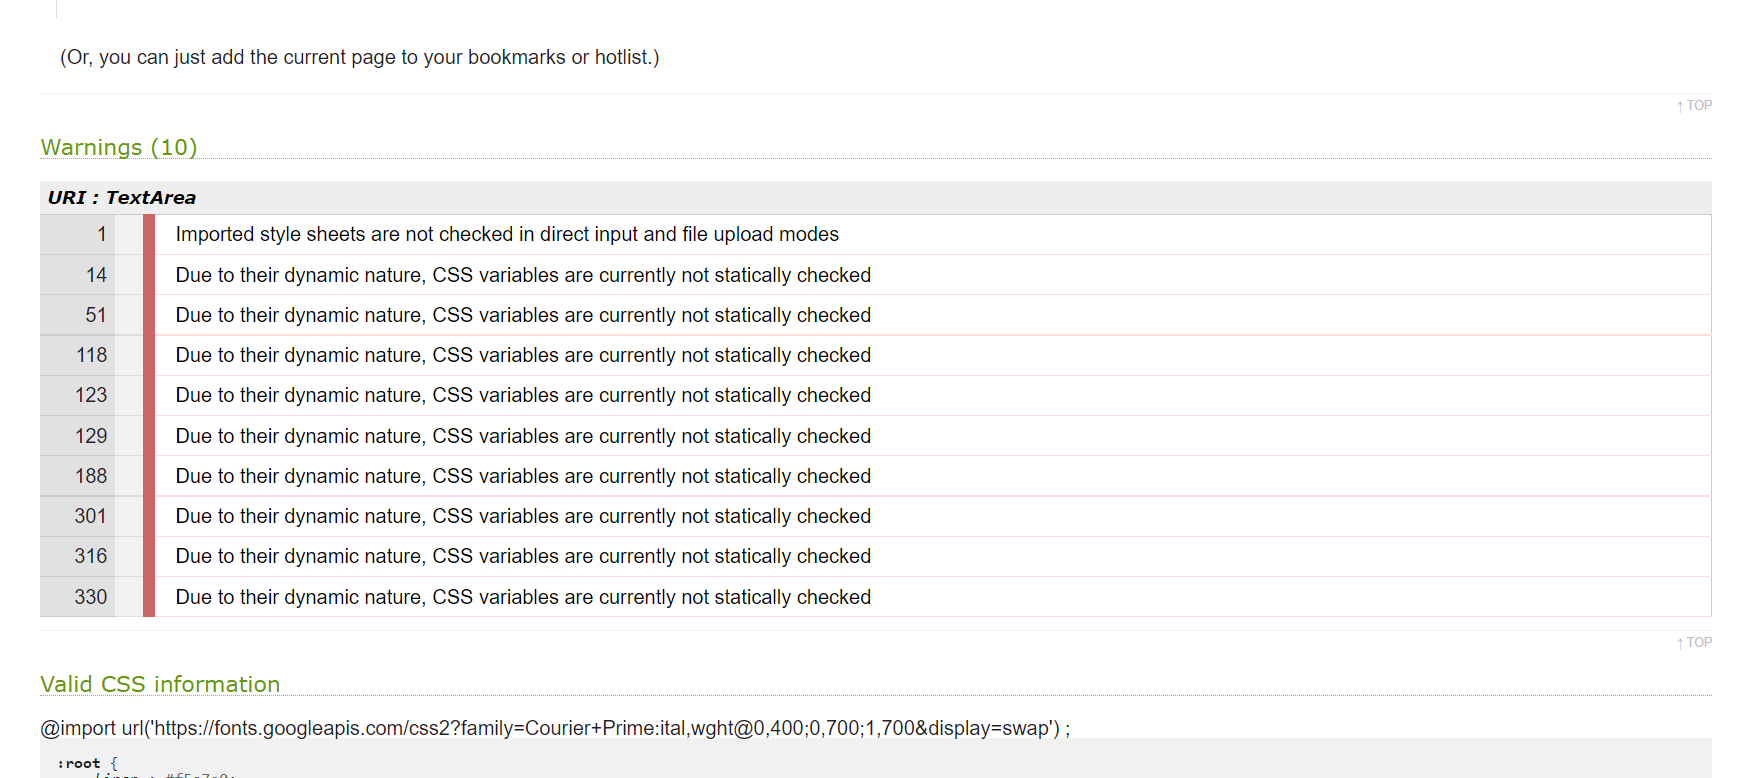 (Or, you can just add the current page to your bookmarks or hotlist.)
↑ TOP
Warnings (10)
URI : TextArea
1 Imported style sheets are not checked in direct input and file upload modes
14 Due to their dynamic nature, CSS variables are currently not statically checked
51 Due to their dynamic nature, CSS variables are currently not statically checked
118 Due to their dynamic nature, CSS variables are currently not statically checked
123 Due to their dynamic nature, CSS variables are currently not statically checked
129 Due to their dynamic nature, CSS variables are currently not statically checked
188 Due to their dynamic nature, CSS variables are currently not statically checked
301 Due to their dynamic nature, CSS variables are currently not statically checked
316 Due to their dynamic nature, CSS variables are currently not statically checked
330 Due to their dynamic nature, CSS variables are currently not statically checked
↑ TOP
Valid CSS information
@import url('https://fonts.googleapis.com/css2?family=Courier+Prime:ital,wght@0,400;0,700;1,700&display=swap') ;
:root {